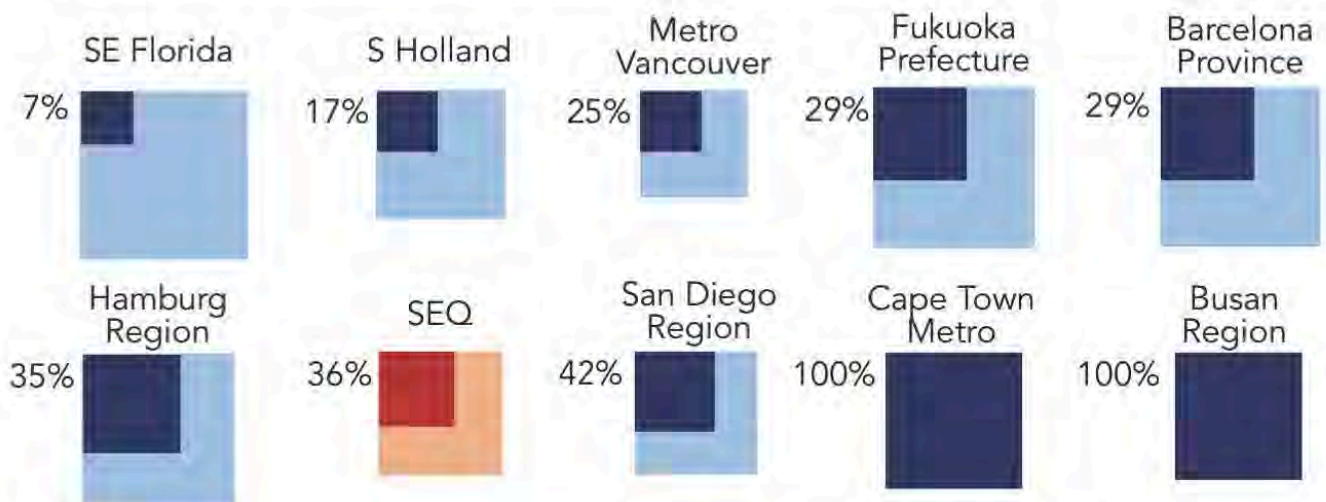 SE Florida
7%
S Holland
17%
Metro
Vancouver
25%
Fukuoka
Prefecture
29%
Barcelona
Province
29%
Hamburg
Region
35%
SEQ
36%
San Diego
Region
42%
Cape Town
Metro
100%
Busan
Region
100%